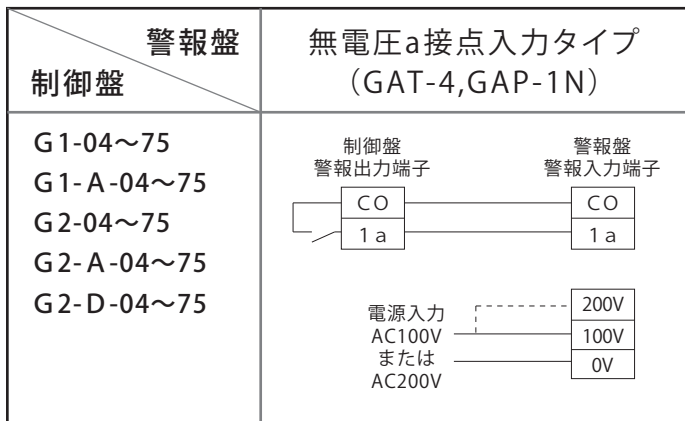 警報盤
制御盤
無電圧a接点入力タイプ
（GAT-4,GAP-1N）
G1-04～75
G1-A-04～75
G2-04～75
G2-A-04～75
G2-D-04～75
制御盤
警報出力端子
警報盤
警報入力端子
CO
1a
CO
1a
電源入力
AC100V
または
AC200V
200V
100V
0V